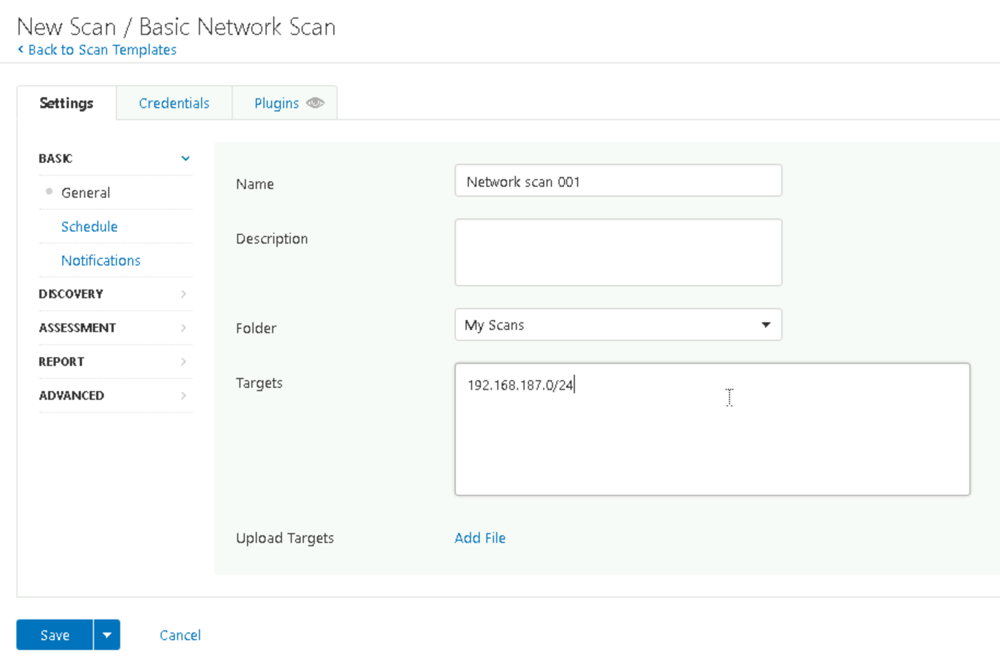 New Scan / Basic Network Scan
< Back to Scan Templates
Settings
Credentials
Plugins
BASIC
General
Schedule
Notifications
DISCOVERY
ASSESSMENT
REPORT
ADVANCED
Name
Network scan 001
Description
Folder
My Scans
Targets
192.168.187.0/24
Upload Targets
Add File
Save
Cancel